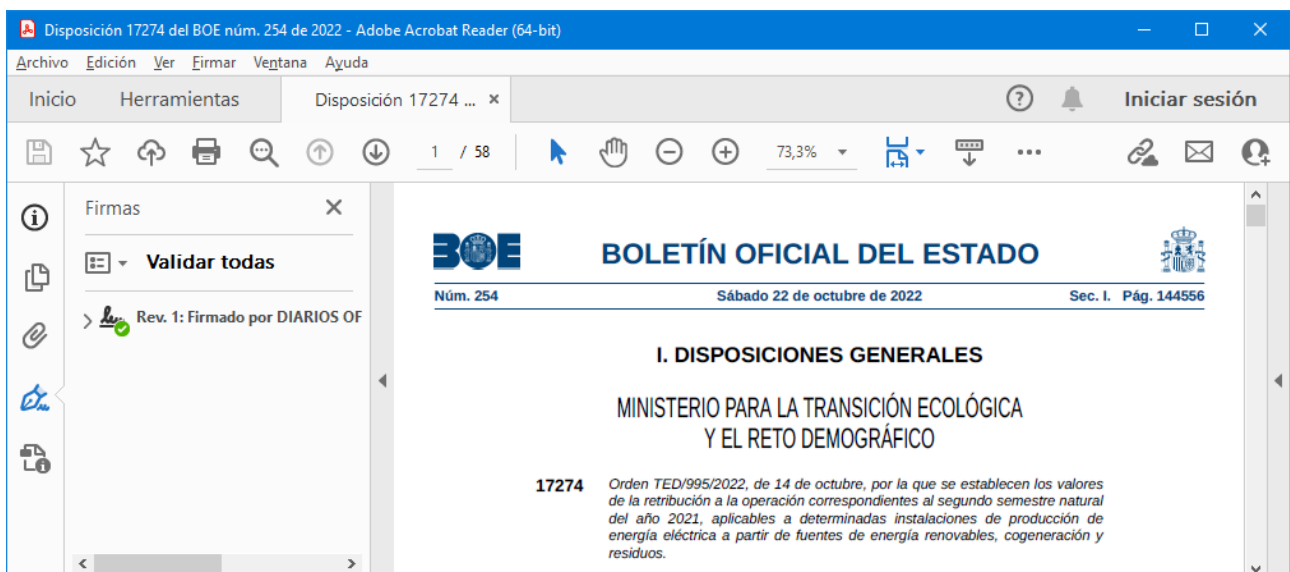 Disposición 17274 del BOE núm. 254 de 2022 - Adobe Acrobat Reader (64-bit)
Archivo Edición Ver Firmar Ventana Ayuda
Inicio Herramientas Disposición 17274 ... × Iniciar sesión
1 / 58 73,3%
Firmas
Validar todas
Rev. 1: Firmado por DIARIOS OF
BOE BOLETÍN OFICIAL DEL ESTADO
Núm. 254 Sábado 22 de octubre de 2022 Sec. I. Pág. 144556
I. DISPOSICIONES GENERALES
MINISTERIO PARA LA TRANSICIÓN ECOLÓGICA
Y EL RETO DEMOGRÁFICO
17274 Orden TED/995/2022, de 14 de octubre, por la que se establecen los valores
de la retribución a la operación correspondientes al segundo semestre natural
del año 2021, aplicables a determinadas instalaciones de producción de
energía eléctrica a partir de fuentes de energía renovables, cogeneración y
residuos.